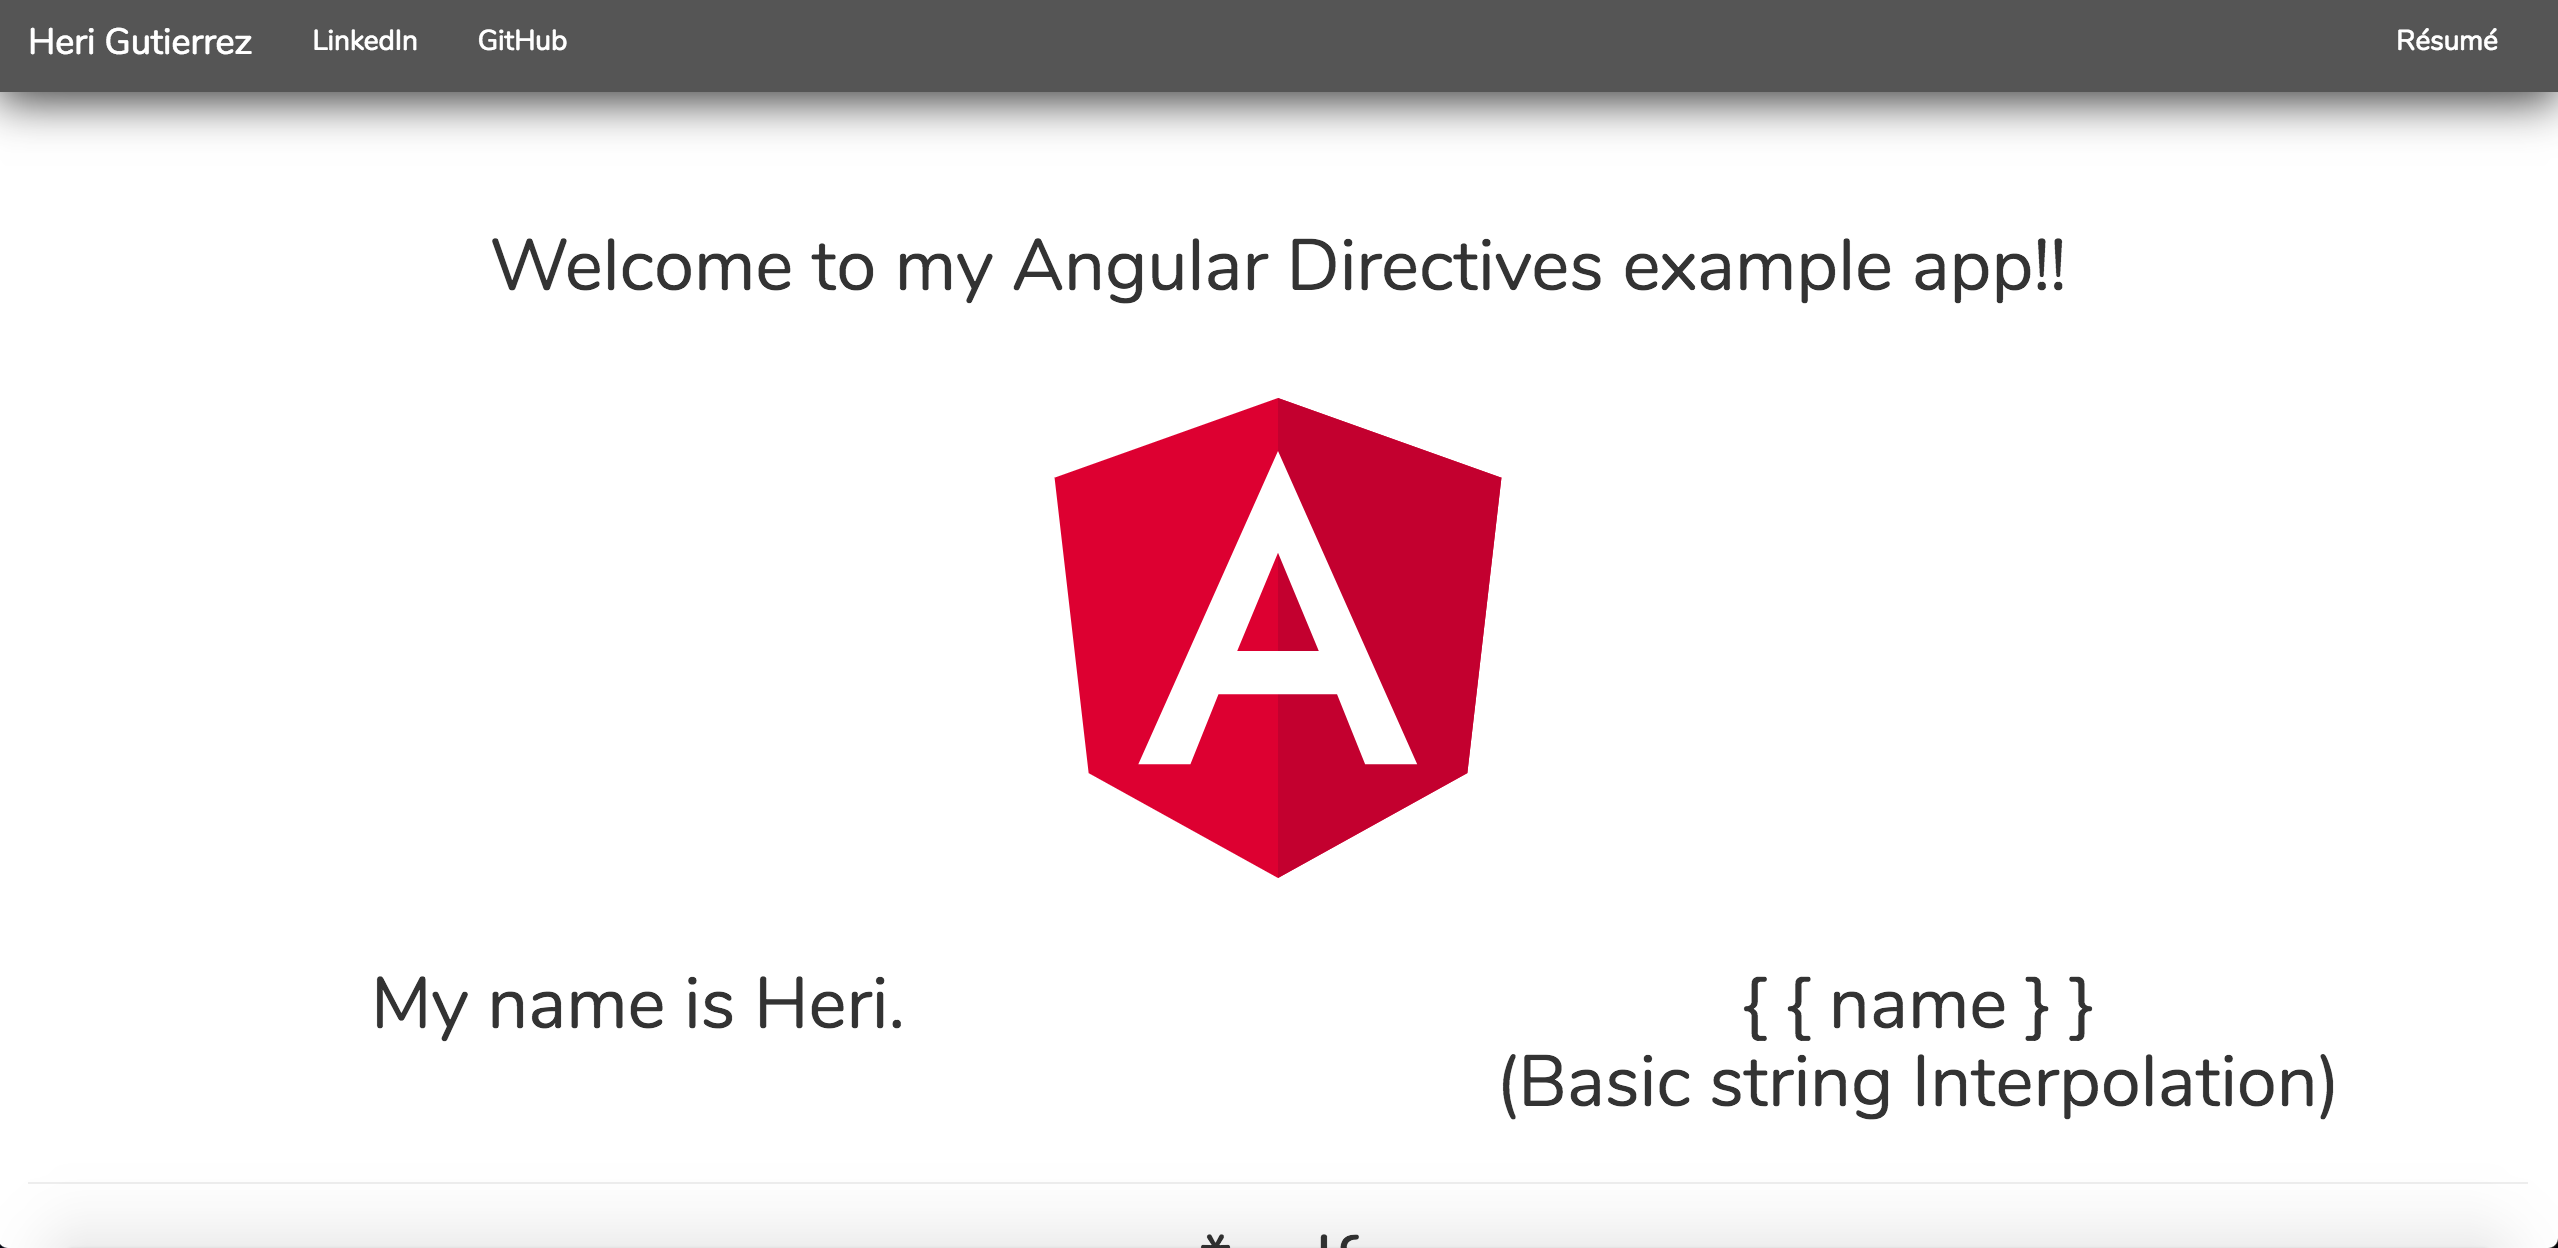 Heri Gutierrez LinkedIn GitHub Résumé
Welcome to my Angular Directives example app!!
A
My name is Heri. { { name } }
(Basic string Interpolation)